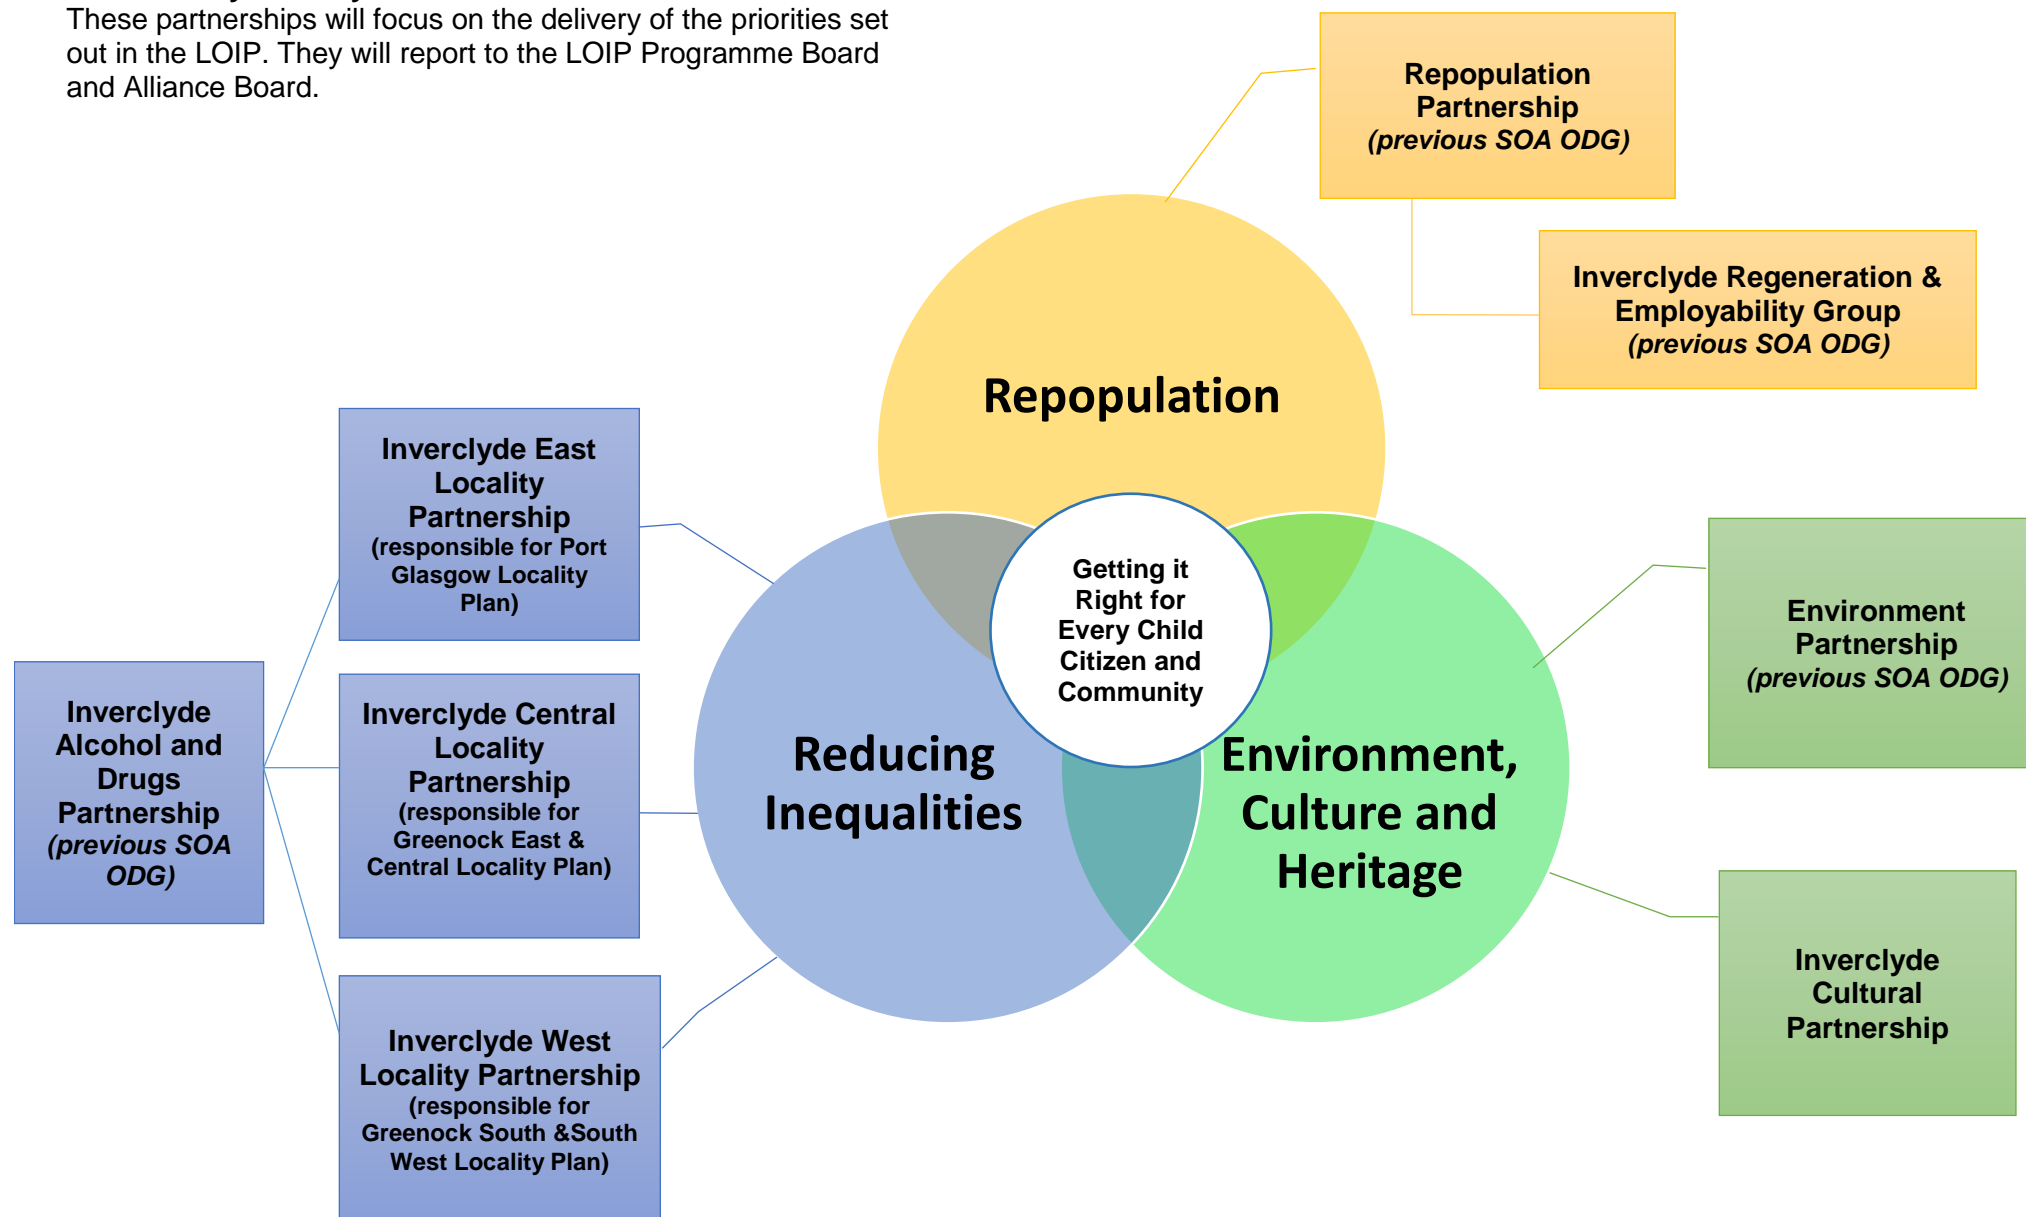 These partnerships will focus on the delivery of the priorities set
out in the LOIP. They will report to the LOIP Programme Board
and Alliance Board.
Repopulation
Partnership
(previous SOA ODG)
Inverclyde Regeneration &
Employability Group
(previous SOA ODG)
Repopulation
Inverclyde East
Locality
Partnership
(responsible for Port
Glasgow Locality
Plan)
Getting it
Right for
Every Child
Citizen and
Community
Environment
Partnership
(previous SOA ODG)
Inverclyde
Alcohol and
Drugs
Partnership
(previous SOA
ODG)
Inverclyde Central
Locality
Partnership
(responsible for
Greenock East &
Central Locality Plan)
Reducing
Inequalities
Environment,
Culture and
Heritage
Inverclyde
Cultural
Partnership
Inverclyde West
Locality Partnership
(responsible for
Greenock South &South
West Locality Plan)